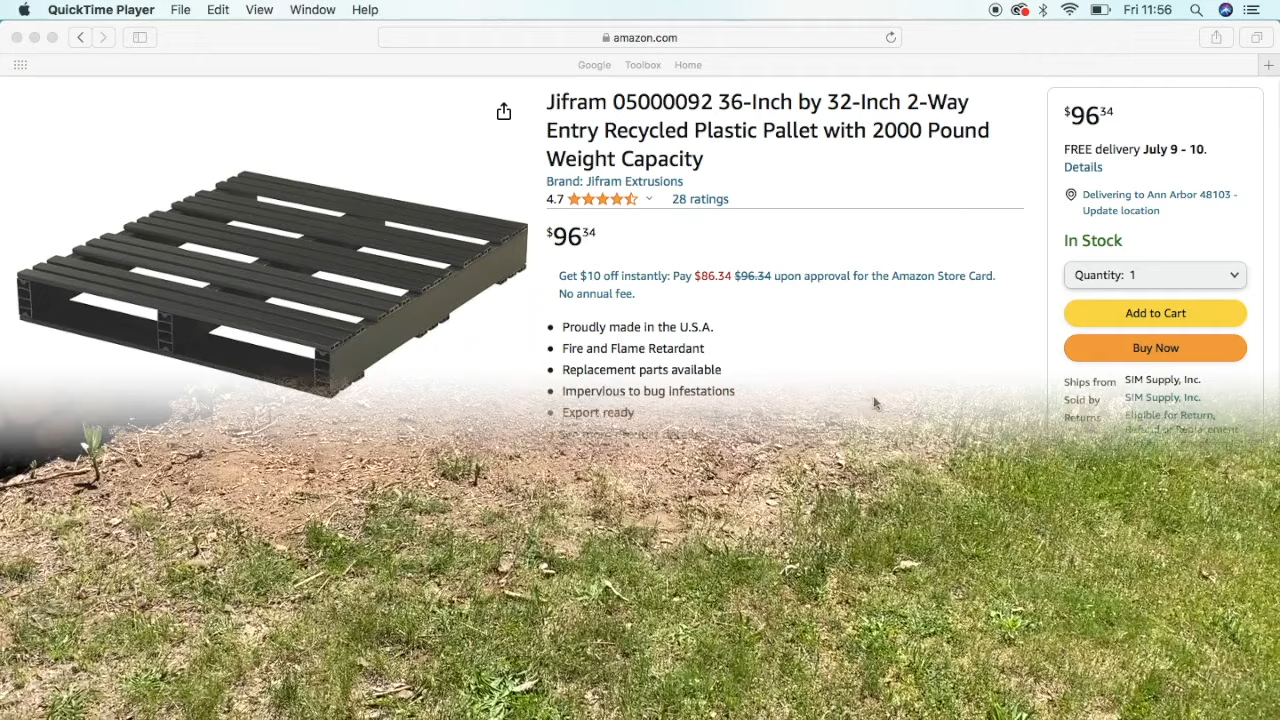 QuickTime Player File Edit View Window Help Fri 11:56
amazon.com
Google Toolbox Home
Jifram 05000092 36-Inch by 32-Inch 2-Way
Entry Recycled Plastic Pallet with 2000 Pound
Weight Capacity
Brand: Jifram Extrusions
4.7 28 ratings
$96 34
Get $10 off instantly: Pay $86.34 $96.34 upon approval for the Amazon Store Card.
No annual fee.
• Proudly made in the U.S.A.
• Fire and Flame Retardant
• Replacement parts available
• Impervious to bug infestations
• Export ready
$96 34
FREE delivery July 9 - 10.
Details
Delivering to Ann Arbor 48103 -
Update location
In Stock
Quantity: 1
Add to Cart
Buy Now
Ships from SIM Supply, Inc.
Sold by SIM Supply, Inc.
Returns Eligible for Return,
Refund or Replacement